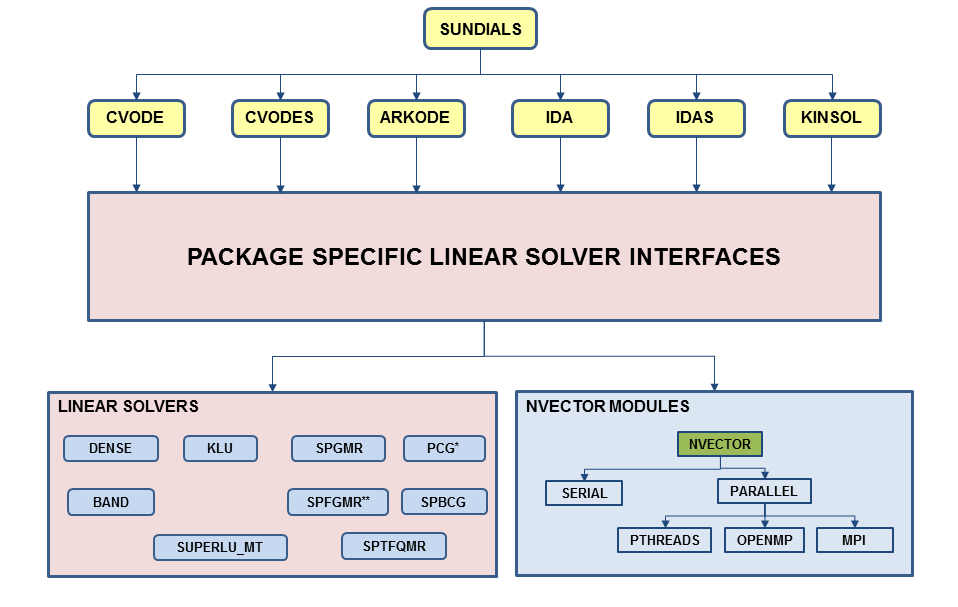 SUNDIALS
CVODE
CVODES
ARKODE
IDA
IDAS
KINSOL
PACKAGE SPECIFIC LINEAR SOLVER INTERFACES
LINEAR SOLVERS
DENSE
KLU
SPGMR
PCG*
BAND
SPFGMR**
SPBCG
SUPERLU_MT
SPTFQMR
NVECTOR MODULES
NVECTOR
SERIAL
PARALLEL
PTHREADS
OPENMP
MPI